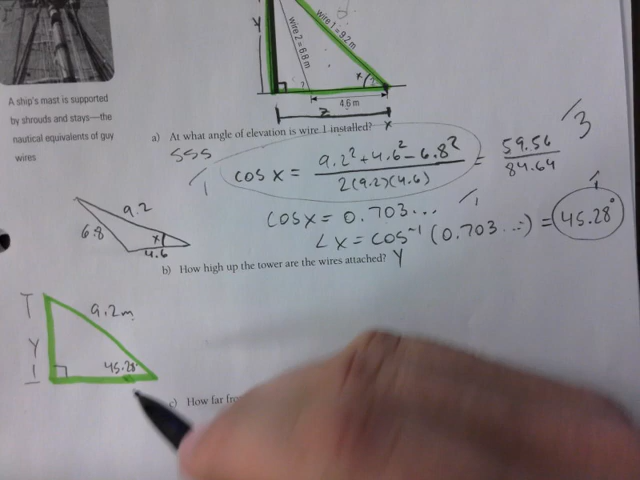 Y
wire 2 = 6.8 m
wire 1 = 9.2 m
x
?
4.6 m
z
A ship's mast is supported
by shrouds and stays—the
nautical equivalents of guy
wires
a) At what angle of elevation is wire 1 installed? x
SSS
/1 cos x = 9.2² + 4.6² - 6.8² / 2(9.2)(4.6) = 59.56 / 84.64
/3
cos x = 0.703... /1
∠x = cos⁻¹ (0.703...) = 45.28°
/1
9.2
6.8
x
4.6
b) How high up the tower are the wires attached? Y
9.2m
Y
45.28°
c) How far fro